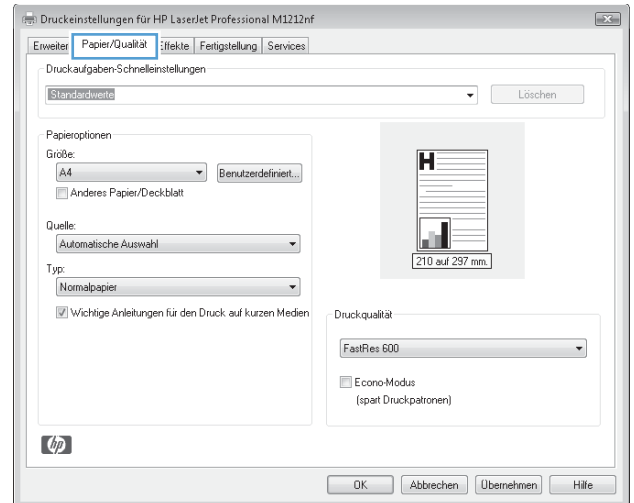 Druckeinstellungen für HP LaserJet Professional M1212nf
Erweiter
Papier/Qualität
Effekte
Fertigstellung
Services
Druckaufgaben-Schnelleinstellungen
Standardwerte
Löschen
Papieroptionen
Größe:
A4
Benutzerdefiniert...
Anderes Papier/Deckblatt
Quelle:
Automatische Auswahl
Typ:
Normalpapier
Wichtige Anleitungen für den Druck auf kurzen Medien
H
210 auf 297 mm.
Druckqualität
FastRes 600
Econo-Modus
(spart Druckpatronen)
hp
OK
Abbrechen
Übernehmen
Hilfe